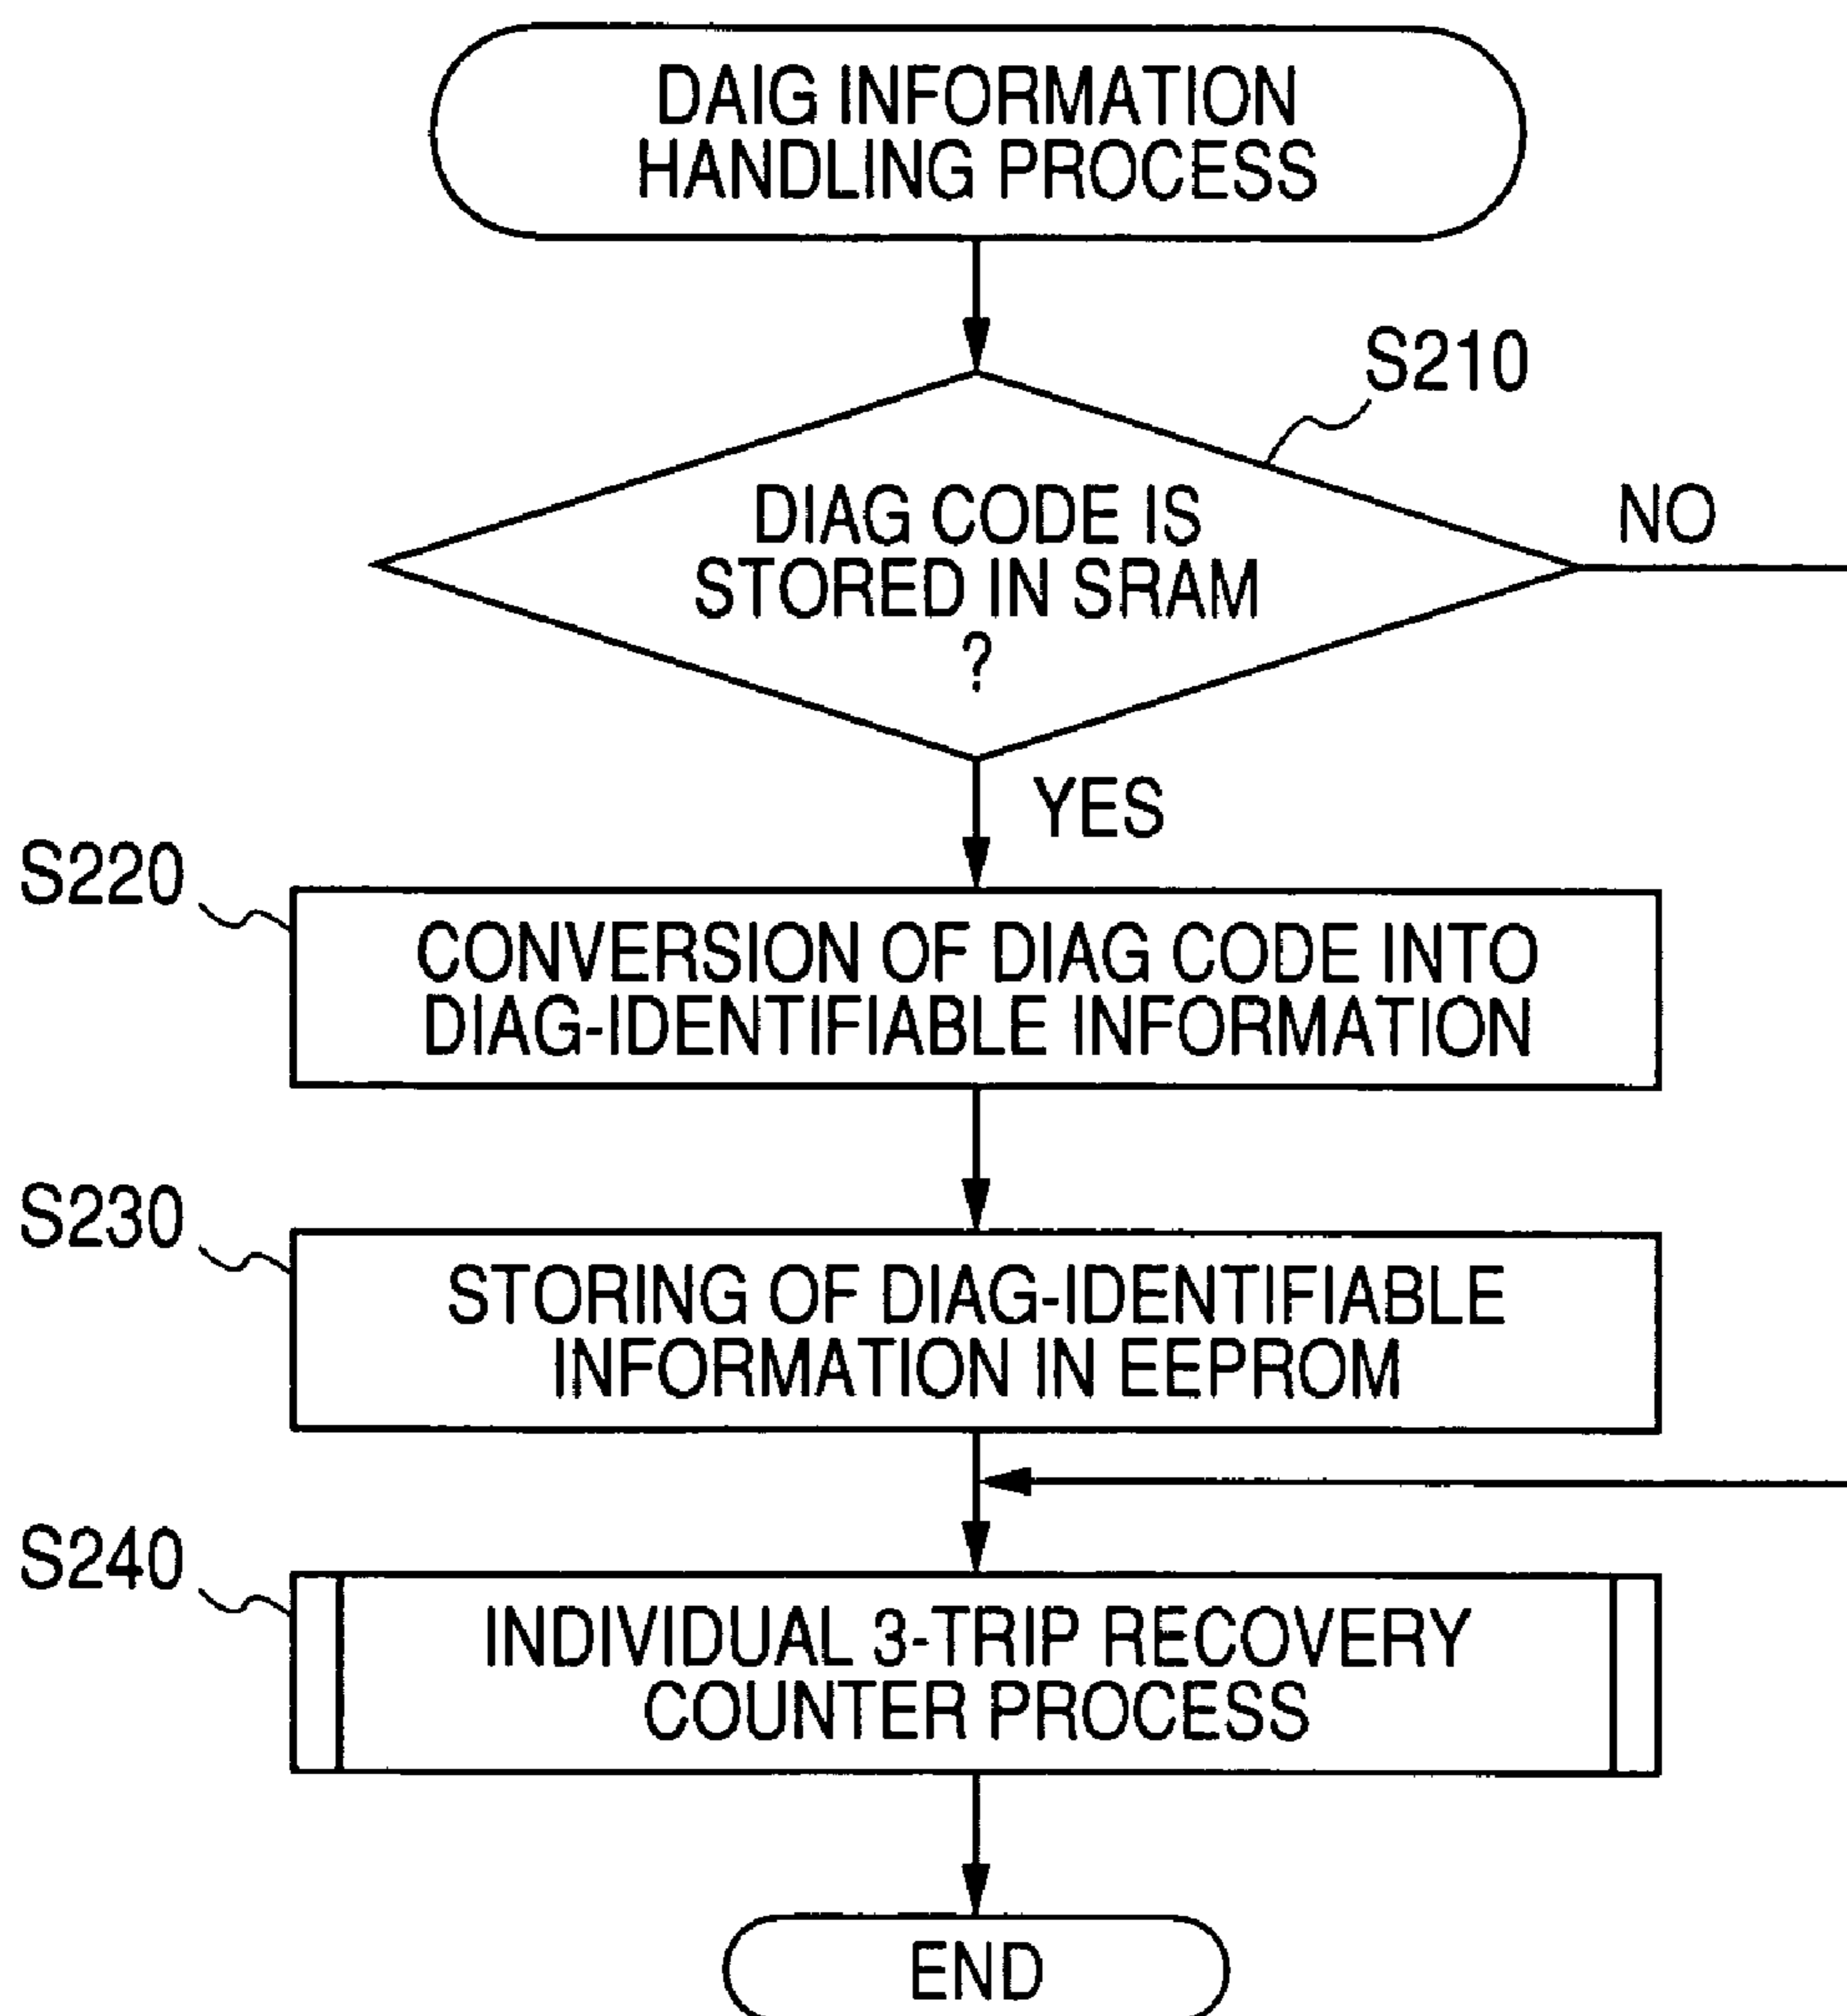 DAIG INFORMATION
HANDLING PROCESS
S210
DIAG CODE IS
STORED IN SRAM
?
NO
YES
S220
CONVERSION OF DIAG CODE INTO
DIAG-IDENTIFIABLE INFORMATION
S230
STORING OF DIAG-IDENTIFIABLE
INFORMATION IN EEPROM
S240
INDIVIDUAL 3-TRIP RECOVERY
COUNTER PROCESS
END